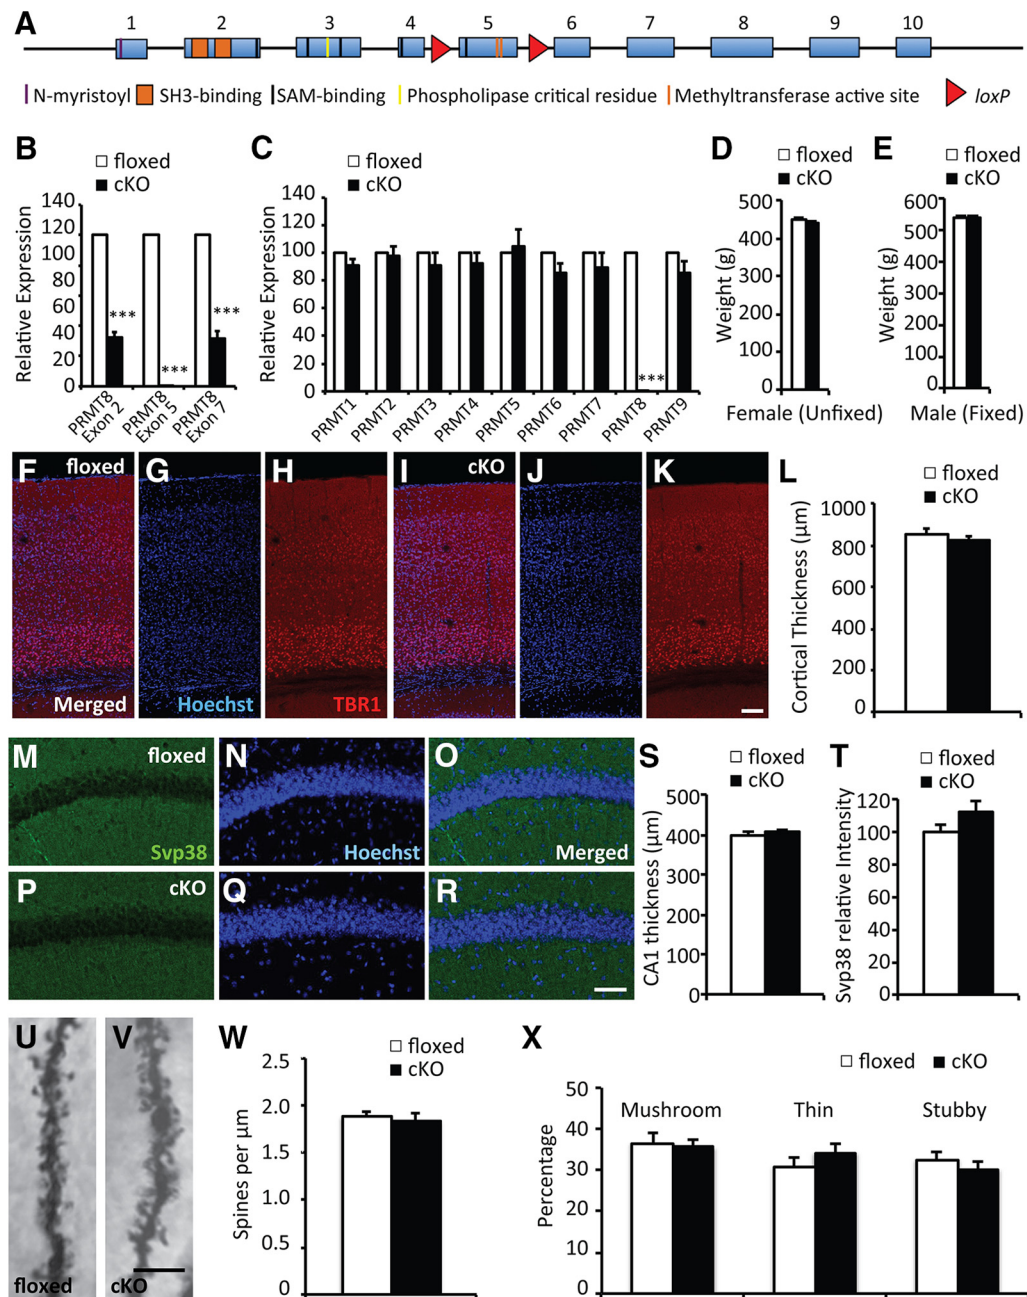 A
1 2 3 4 5 6 7 8 9 10
N-myristoyl SH3-binding SAM-binding Phospholipase critical residue Methyltransferase active site loxP
B
floxed
cKO
Relative Expression
140
120
100
80
60
40
20
0
*** *** ***
PRMT8 Exon 2
PRMT8 Exon 5
PRMT8 Exon 7
C
floxed
cKO
Relative Expression
140
120
100
80
60
40
20
0
***
PRMT1 PRMT2 PRMT3 PRMT4 PRMT5 PRMT6 PRMT7 PRMT8 PRMT9
D
floxed
cKO
Weight (g)
500
400
300
200
100
0
Female (Unfixed)
E
floxed
cKO
Weight (g)
600
500
400
300
200
100
0
Male (Fixed)
F floxed
Merged
G
Hoechst
H
TBR1
I cKO
J
K
L
floxed
cKO
Cortical Thickness (µm)
1000
800
600
400
200
0
M floxed
Svp38
N
Hoechst
O
Merged
P cKO
Q
R
S
floxed
cKO
CA1 thickness (µm)
500
400
300
200
100
0
T
floxed
cKO
Svp38 relative Intensity
120
100
80
60
40
20
0
U
floxed
V
cKO
W
floxed
cKO
Spines per µm
2.5
2.0
1.5
1.0
0.5
0
X
floxed cKO
Percentage
50
40
30
20
10
0
Mushroom Thin Stubby